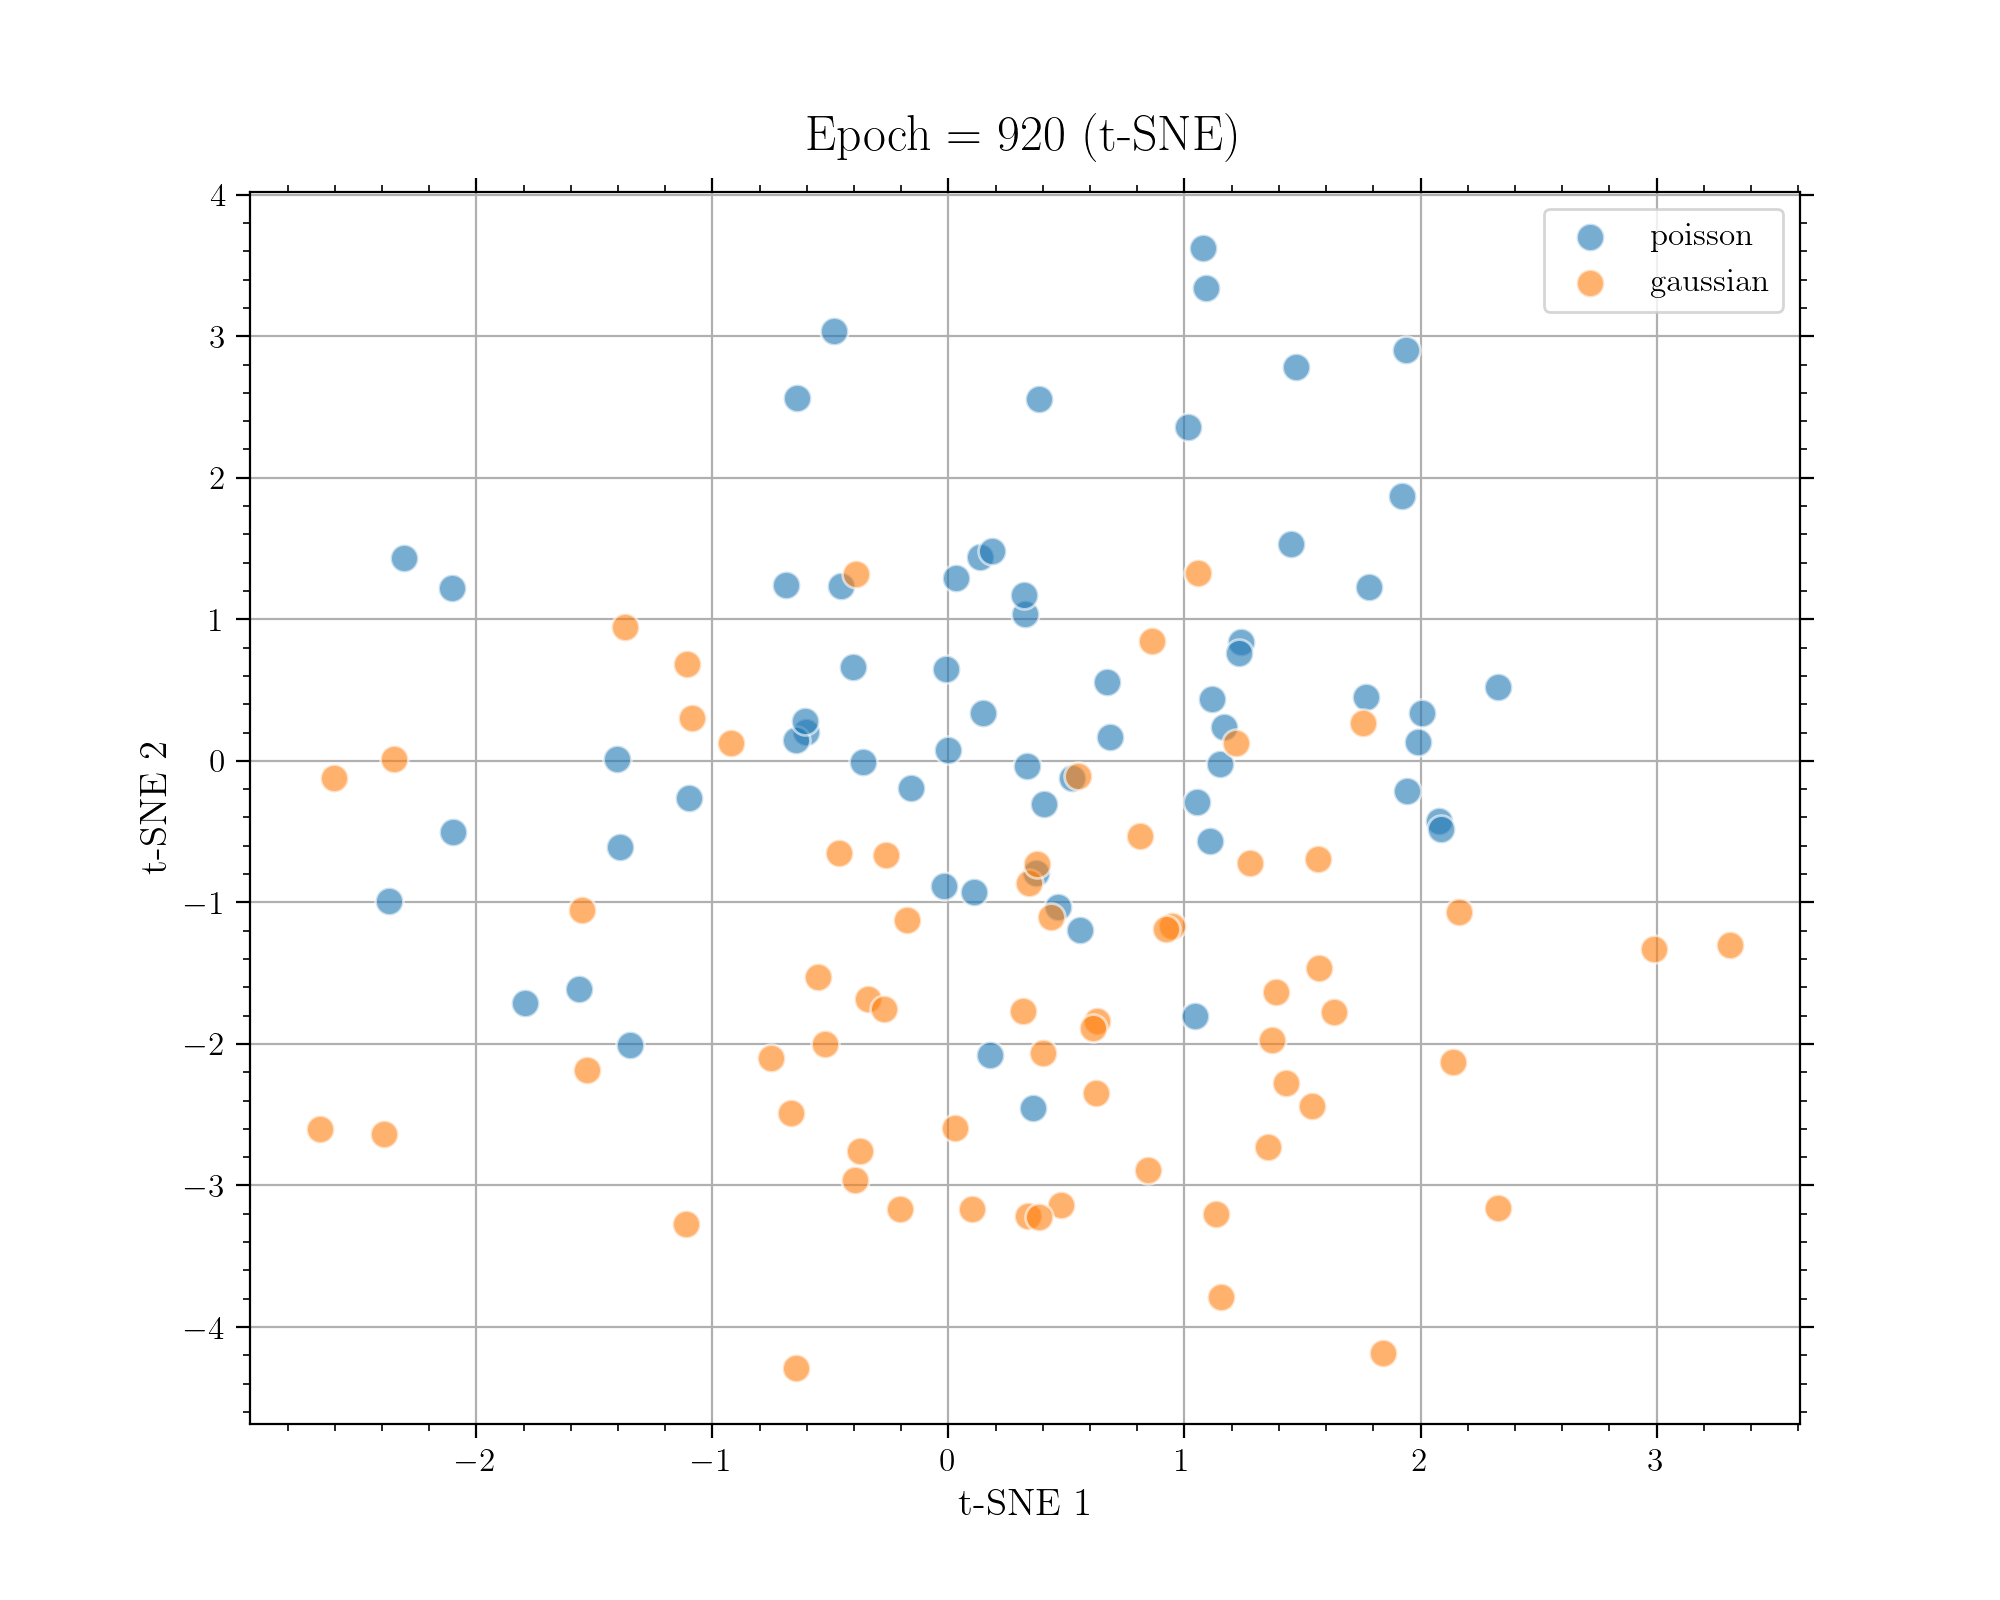 Epoch = 920 (t-SNE)
poisson
gaussian
4
3
2
1
0
−1
−2
−3
−4
t-SNE 2
−2 −1 0 1 2 3
t-SNE 1